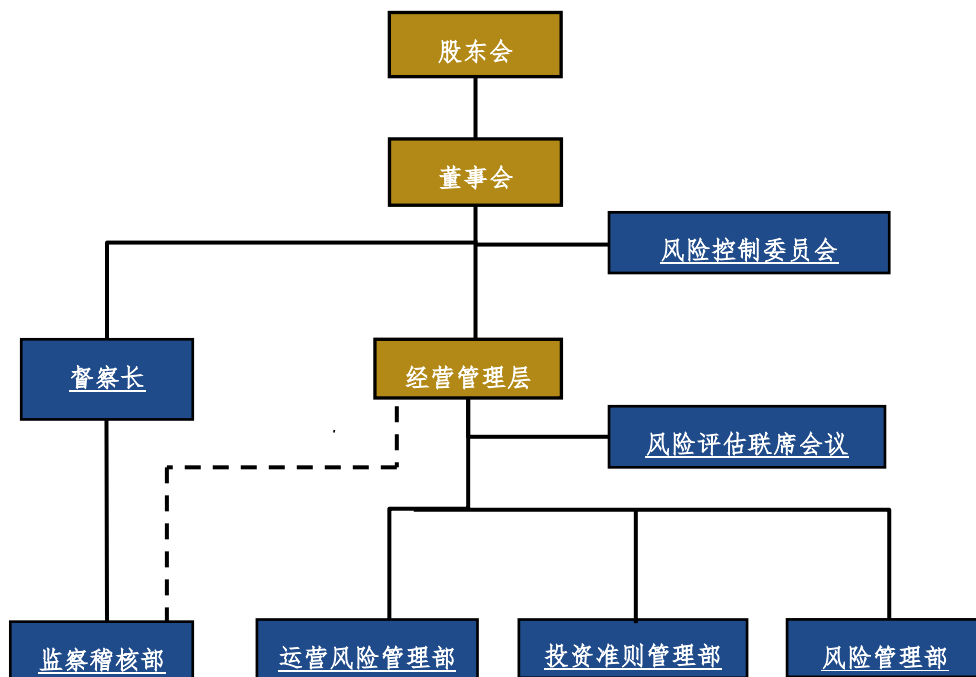 股东会
董事会
风险控制委员会
督察长
经营管理层
风险评估联席会议
监察稽核部
运营风险管理部
投资准则管理部
风险管理部